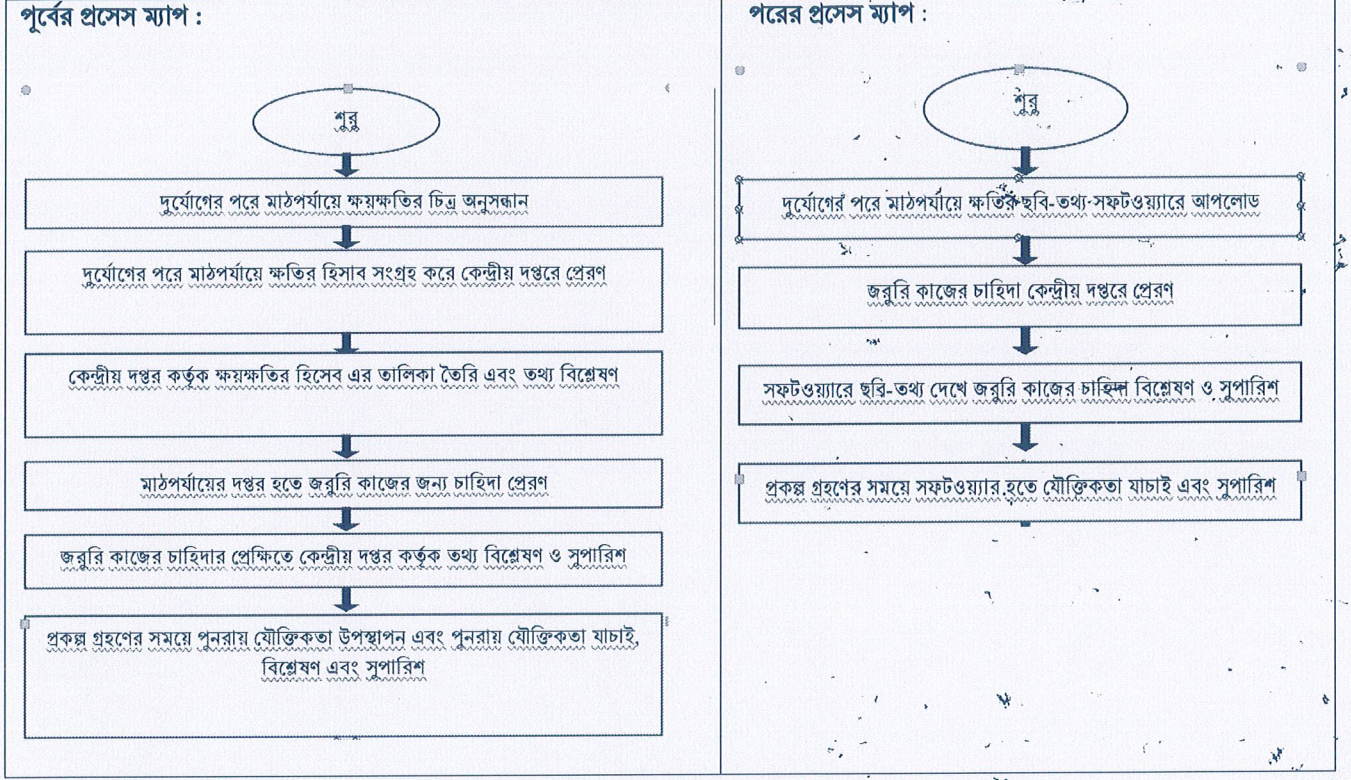 পূর্বের প্রসেস ম্যাপ :
শুরু
দুর্যোগের পরে মাঠপর্যায়ে ক্ষয়ক্ষতির চিত্র অনুসন্ধান
দুর্যোগের পরে মাঠপর্যায়ে ক্ষতির হিসাব সংগ্রহ করে কেন্দ্রীয় দপ্তরে প্রেরণ
কেন্দ্রীয় দপ্তর কর্তৃক ক্ষয়ক্ষতির হিসেব এর তালিকা তৈরি এবং তথ্য বিশ্লেষণ
মাঠপর্যায়ের দপ্তর হতে জরুরি কাজের জন্য চাহিদা প্রেরণ
জরুরি কাজের চাহিদার প্রেক্ষিতে কেন্দ্রীয় দপ্তর কর্তৃক তথ্য বিশ্লেষণ ও সুপারিশ
প্রকল্প গ্রহণের সময়ে পুনরায় যৌক্তিকতা উপস্থাপন এবং পুনরায় যৌক্তিকতা যাচাই,
বিশ্লেষণ এবং সুপারিশ
পরের প্রসেস ম্যাপ :
শুরু
দুর্যোগের পরে মাঠপর্যায়ে ক্ষতির ছবি-তথ্য সফটওয়্যারে আপলোড
জরুরি কাজের চাহিদা কেন্দ্রীয় দপ্তরে প্রেরণ
সফটওয়্যারে ছবি-তথ্য দেখে জরুরি কাজের চাহিদা বিশ্লেষণ ও সুপারিশ
প্রকল্প গ্রহণের সময়ে সফটওয়্যার হতে যৌক্তিকতা যাচাই এবং সুপারিশ